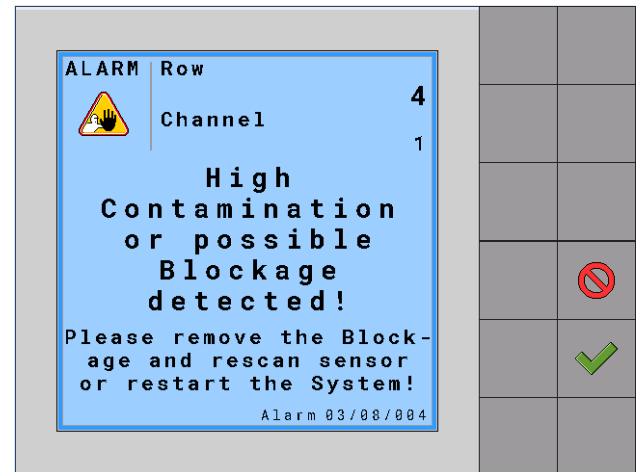 ALARM Row
4
Channel
1
High
Contamination
or possible
Blockage
detected!
Please remove the Block-
age and rescan sensor
or restart the System!
Alarm 03/08/004